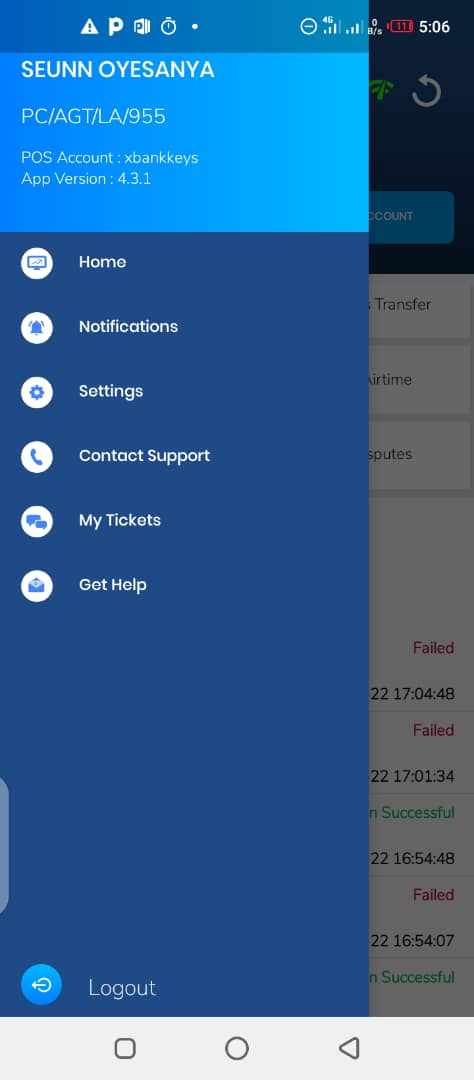 4G
0
B/s
11
5:06
SEUNN OYESANYA
PC/AGT/LA/955
POS Account : xbankkeys
App Version : 4.3.1
CCOUNT
Home
Notifications
Settings
Contact Support
My Tickets
Get Help
Transfer
Airtime
sputes
Failed
22 17:04:48
Failed
22 17:01:34
n Successful
22 16:54:48
Failed
22 16:54:07
n Successful
Logout